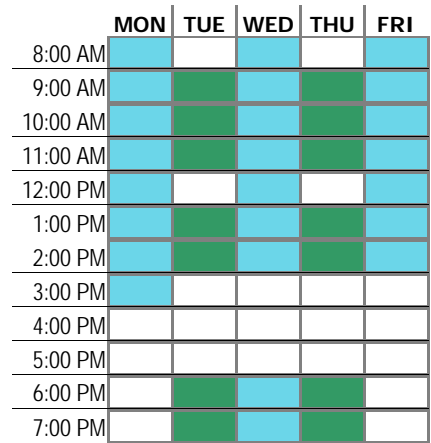 MON TUE WED THU FRI
8:00 AM
9:00 AM
10:00 AM
11:00 AM
12:00 PM
1:00 PM
2:00 PM
3:00 PM
4:00 PM
5:00 PM
6:00 PM
7:00 PM